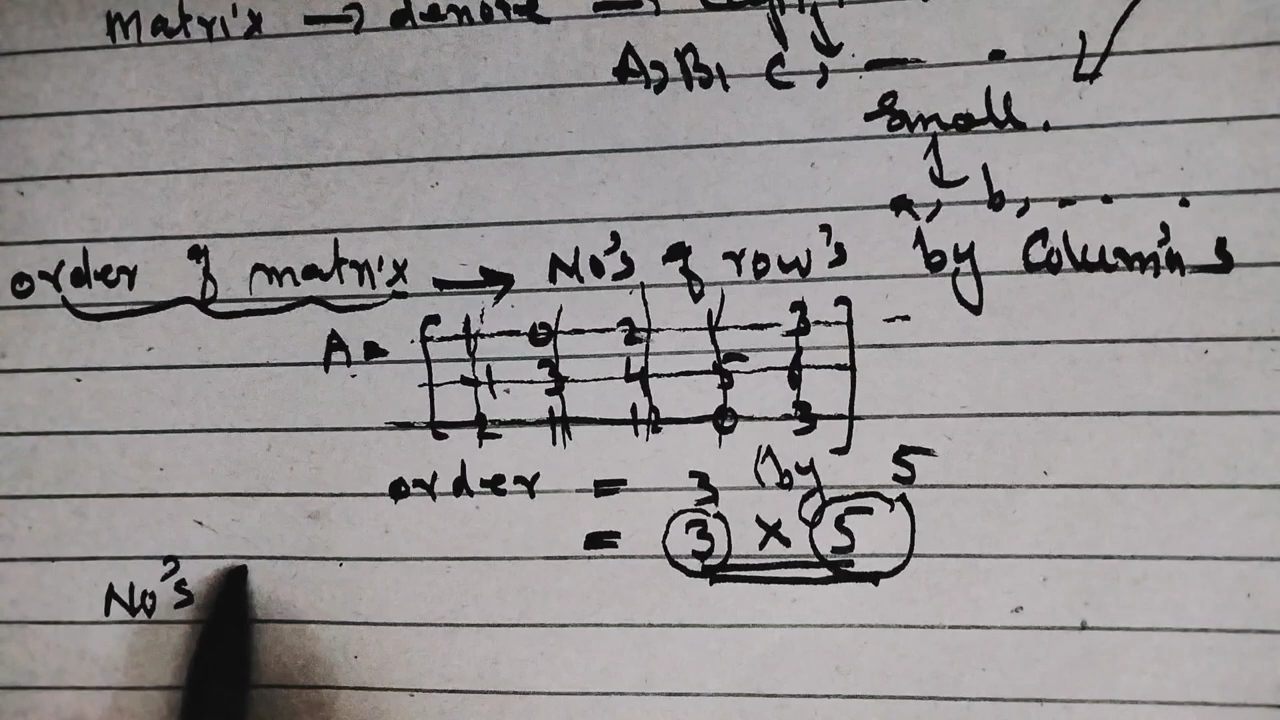 Matrix → denote →
A, B, C, — .
Small.
↓
a, b, - - .
order of matrix → No's of row's by Column's
A = [ 1 0 2 1 3 ] -
-1 3 4 5 6
2 11 12 0 3
order = 3 by 5
= 3 × 5
No's